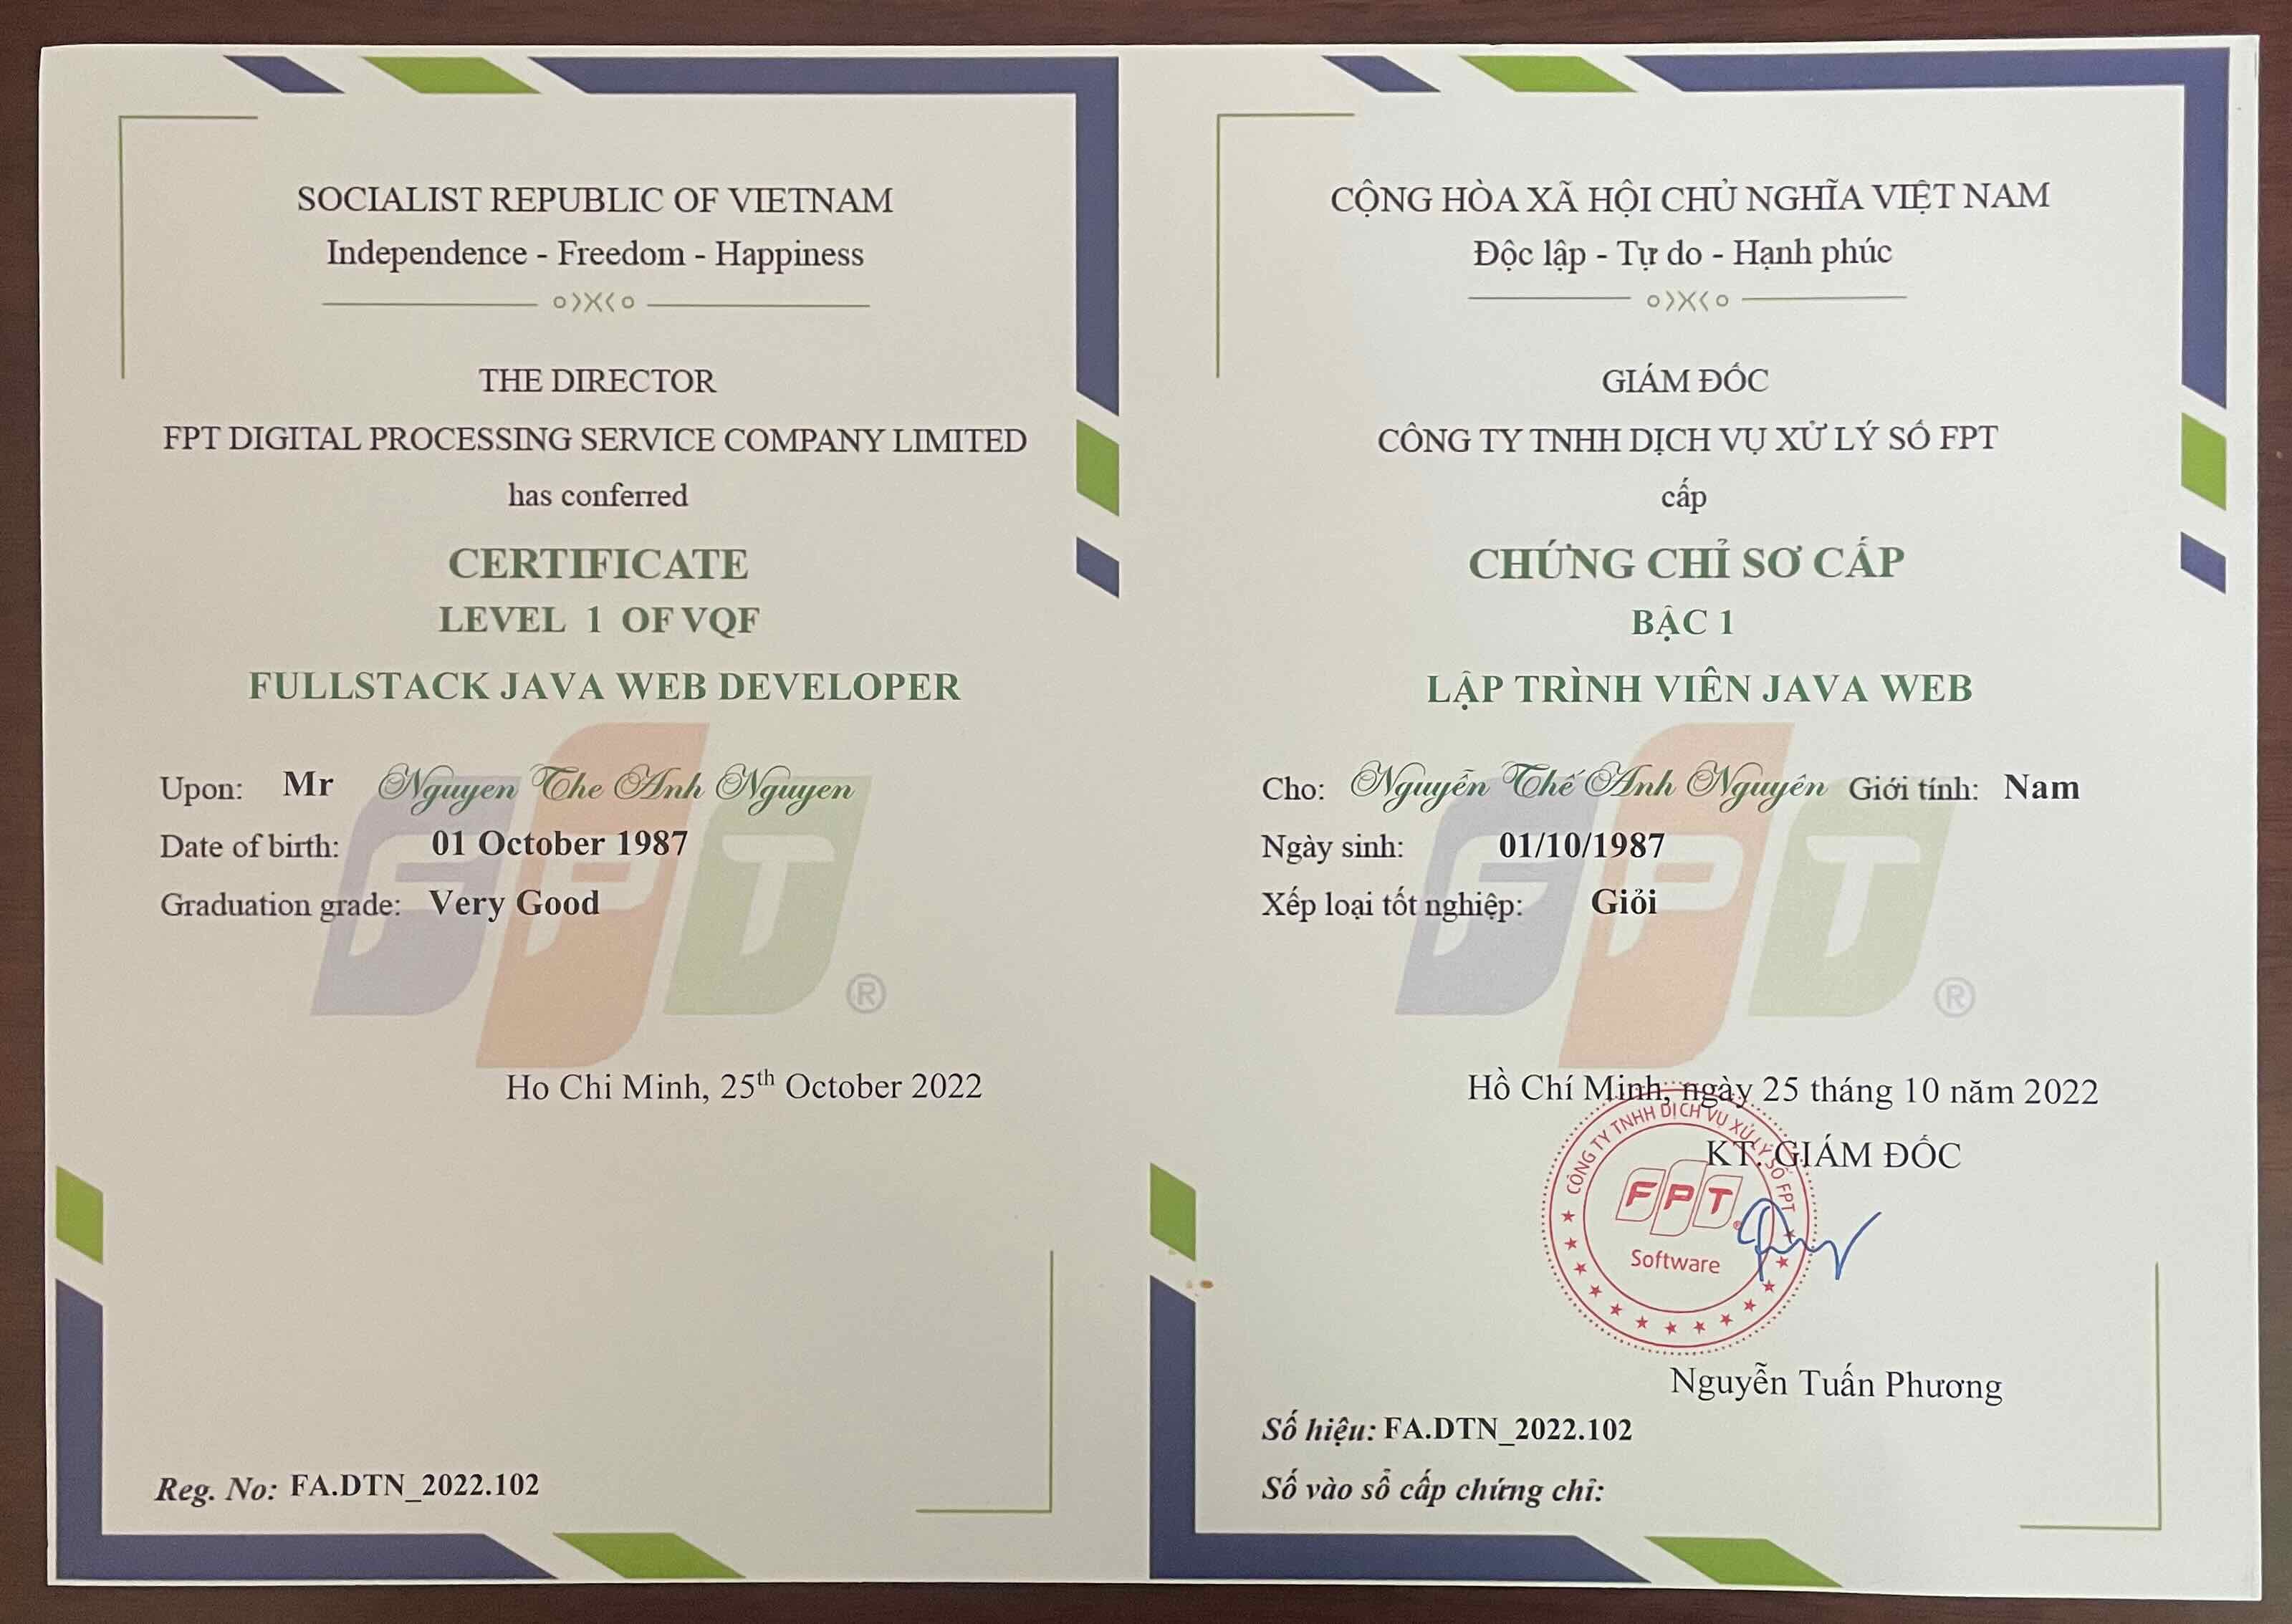 SOCIALIST REPUBLIC OF VIETNAM
Independence - Freedom - Happiness
THE DIRECTOR
FPT DIGITAL PROCESSING SERVICE COMPANY LIMITED
has conferred
CERTIFICATE
LEVEL 1 OF VQF
FULLSTACK JAVA WEB DEVELOPER
Upon: Mr Nguyen The Anh Nguyen
Date of birth: 01 October 1987
Graduation grade: Very Good
FPT ®
Ho Chi Minh, 25th October 2022
Reg. No: FA.DTN_2022.102
CỘNG HÒA XÃ HỘI CHỦ NGHĨA VIỆT NAM
Độc lập - Tự do - Hạnh phúc
GIÁM ĐỐC
CÔNG TY TNHH DỊCH VỤ XỬ LÝ SỐ FPT
cấp
CHỨNG CHỈ SƠ CẤP
BẬC 1
LẬP TRÌNH VIÊN JAVA WEB
Cho: Nguyễn Thế Anh Nguyên Giới tính: Nam
Ngày sinh: 01/10/1987
Xếp loại tốt nghiệp: Giỏi
FPT ®
Hồ Chí Minh, ngày 25 tháng 10 năm 2022
KT. GIÁM ĐỐC
CÔNG TY TNHH DỊCH VỤ XỬ LÝ SỐ FPT
FPT
Software
Nguyễn Tuấn Phương
Số hiệu: FA.DTN_2022.102
Số vào sổ cấp chứng chỉ: